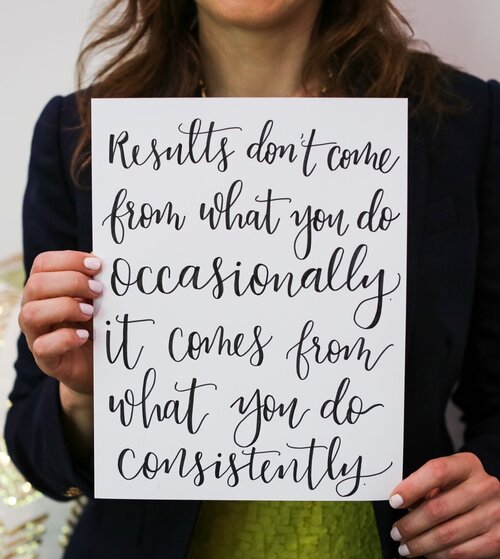 Results don't come
from what you do
occasionally.
it comes from
what you do
consistently.